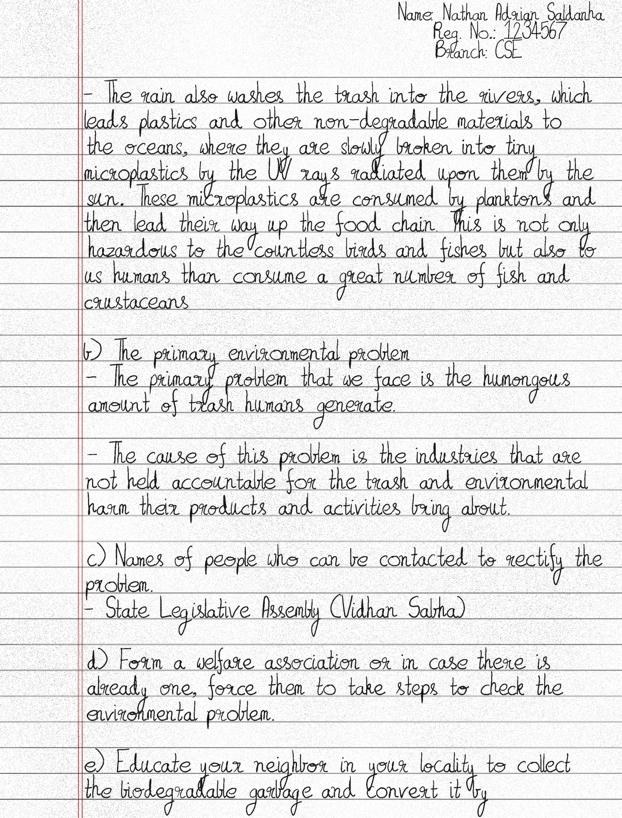 Name: Nathan Adrian Saldanha
Reg. No.: 1234567
Branch: CSE
- The rain also washes the trash into the rivers, which
leads plastics and other non-degradable materials to
the oceans, where they are slowly broken into tiny
microplastics by the UV rays radiated upon them by the
sun. These microplastics are consumed by planktons and
then lead their way up the food chain. This is not only
hazardous to the countless birds and fishes but also to
us humans than consume a great number of fish and
crustaceans
b) The primary environmental problem
- The primary problem that we face is the humongous
amount of trash humans generate.
- The cause of this problem is the industries that are
not held accountable for the trash and environmental
harm their products and activities bring about.
c) Names of people who can be contacted to rectify the
problem.
- State Legislative Assembly (Vidhan Sabha)
d) Form a welfare association or in case there is
already one, force them to take steps to check the
environmental problem.
e) Educate your neighbor in your locality to collect
the biodegradable garbage and convert it by